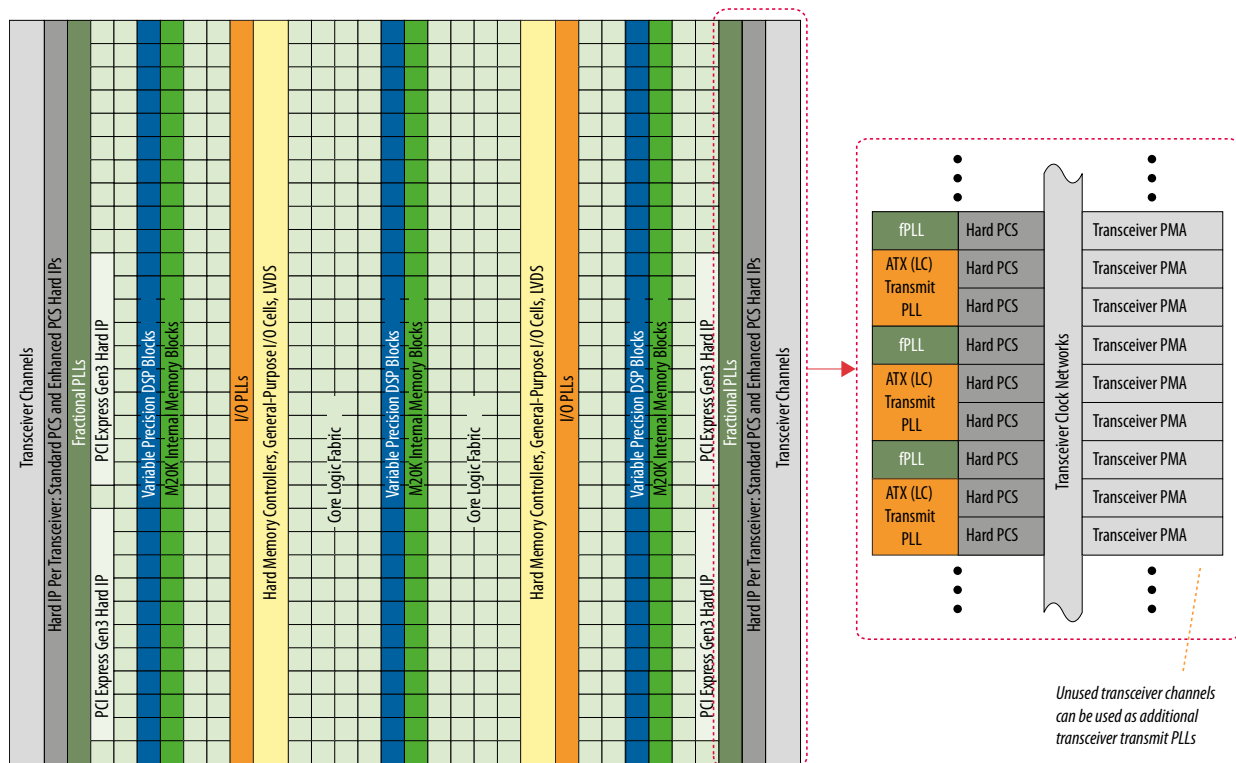 Transceiver Channels
Hard IP Per Transceiver: Standard PCS and Enhanced PCS Hard IPs
Fractional PLLs
PCI Express Gen3 Hard IP
PCI Express Gen3 Hard IP
Variable Precision DSP Blocks
M20K Internal Memory Blocks
I/O PLLs
Hard Memory Controllers, General-Purpose I/O Cells, LVDS
Core Logic Fabric
Variable Precision DSP Blocks
M20K Internal Memory Blocks
Core Logic Fabric
Hard Memory Controllers, General-Purpose I/O Cells, LVDS
I/O PLLs
Variable Precision DSP Blocks
M20K Internal Memory Blocks
PCI Express Gen3 Hard IP
PCI Express Gen3 Hard IP
Fractional PLLs
Hard IP Per Transceiver: Standard PCS and Enhanced PCS Hard IPs
Transceiver Channels
fPLL
ATX (LC)
Transmit
PLL
fPLL
ATX (LC)
Transmit
PLL
fPLL
ATX (LC)
Transmit
PLL
Hard PCS
Hard PCS
Hard PCS
Hard PCS
Hard PCS
Hard PCS
Hard PCS
Hard PCS
Hard PCS
Transceiver Clock Networks
Transceiver PMA
Transceiver PMA
Transceiver PMA
Transceiver PMA
Transceiver PMA
Transceiver PMA
Transceiver PMA
Transceiver PMA
Transceiver PMA
Unused transceiver channels
can be used as additional
transceiver transmit PLLs